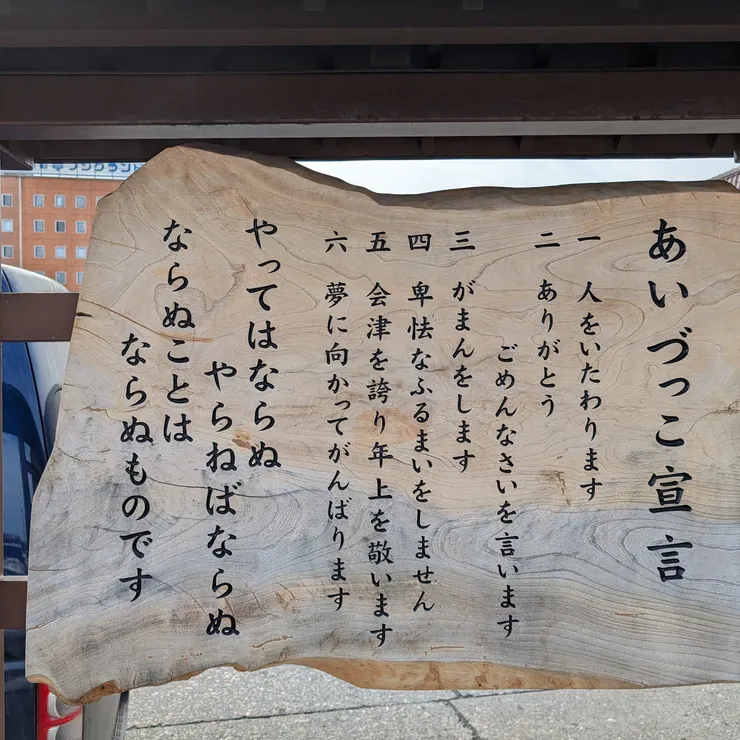 あいづっこ宣言
一 人をいたわります
二 ありがとう
ごめんなさいを言います
三 がまんをします
四 卑怯なふるまいをしません
五 会津を誇り年上を敬います
六 夢に向かってがんばります
やってはならぬ
やらねばならぬ
ならぬことは
ならぬものです